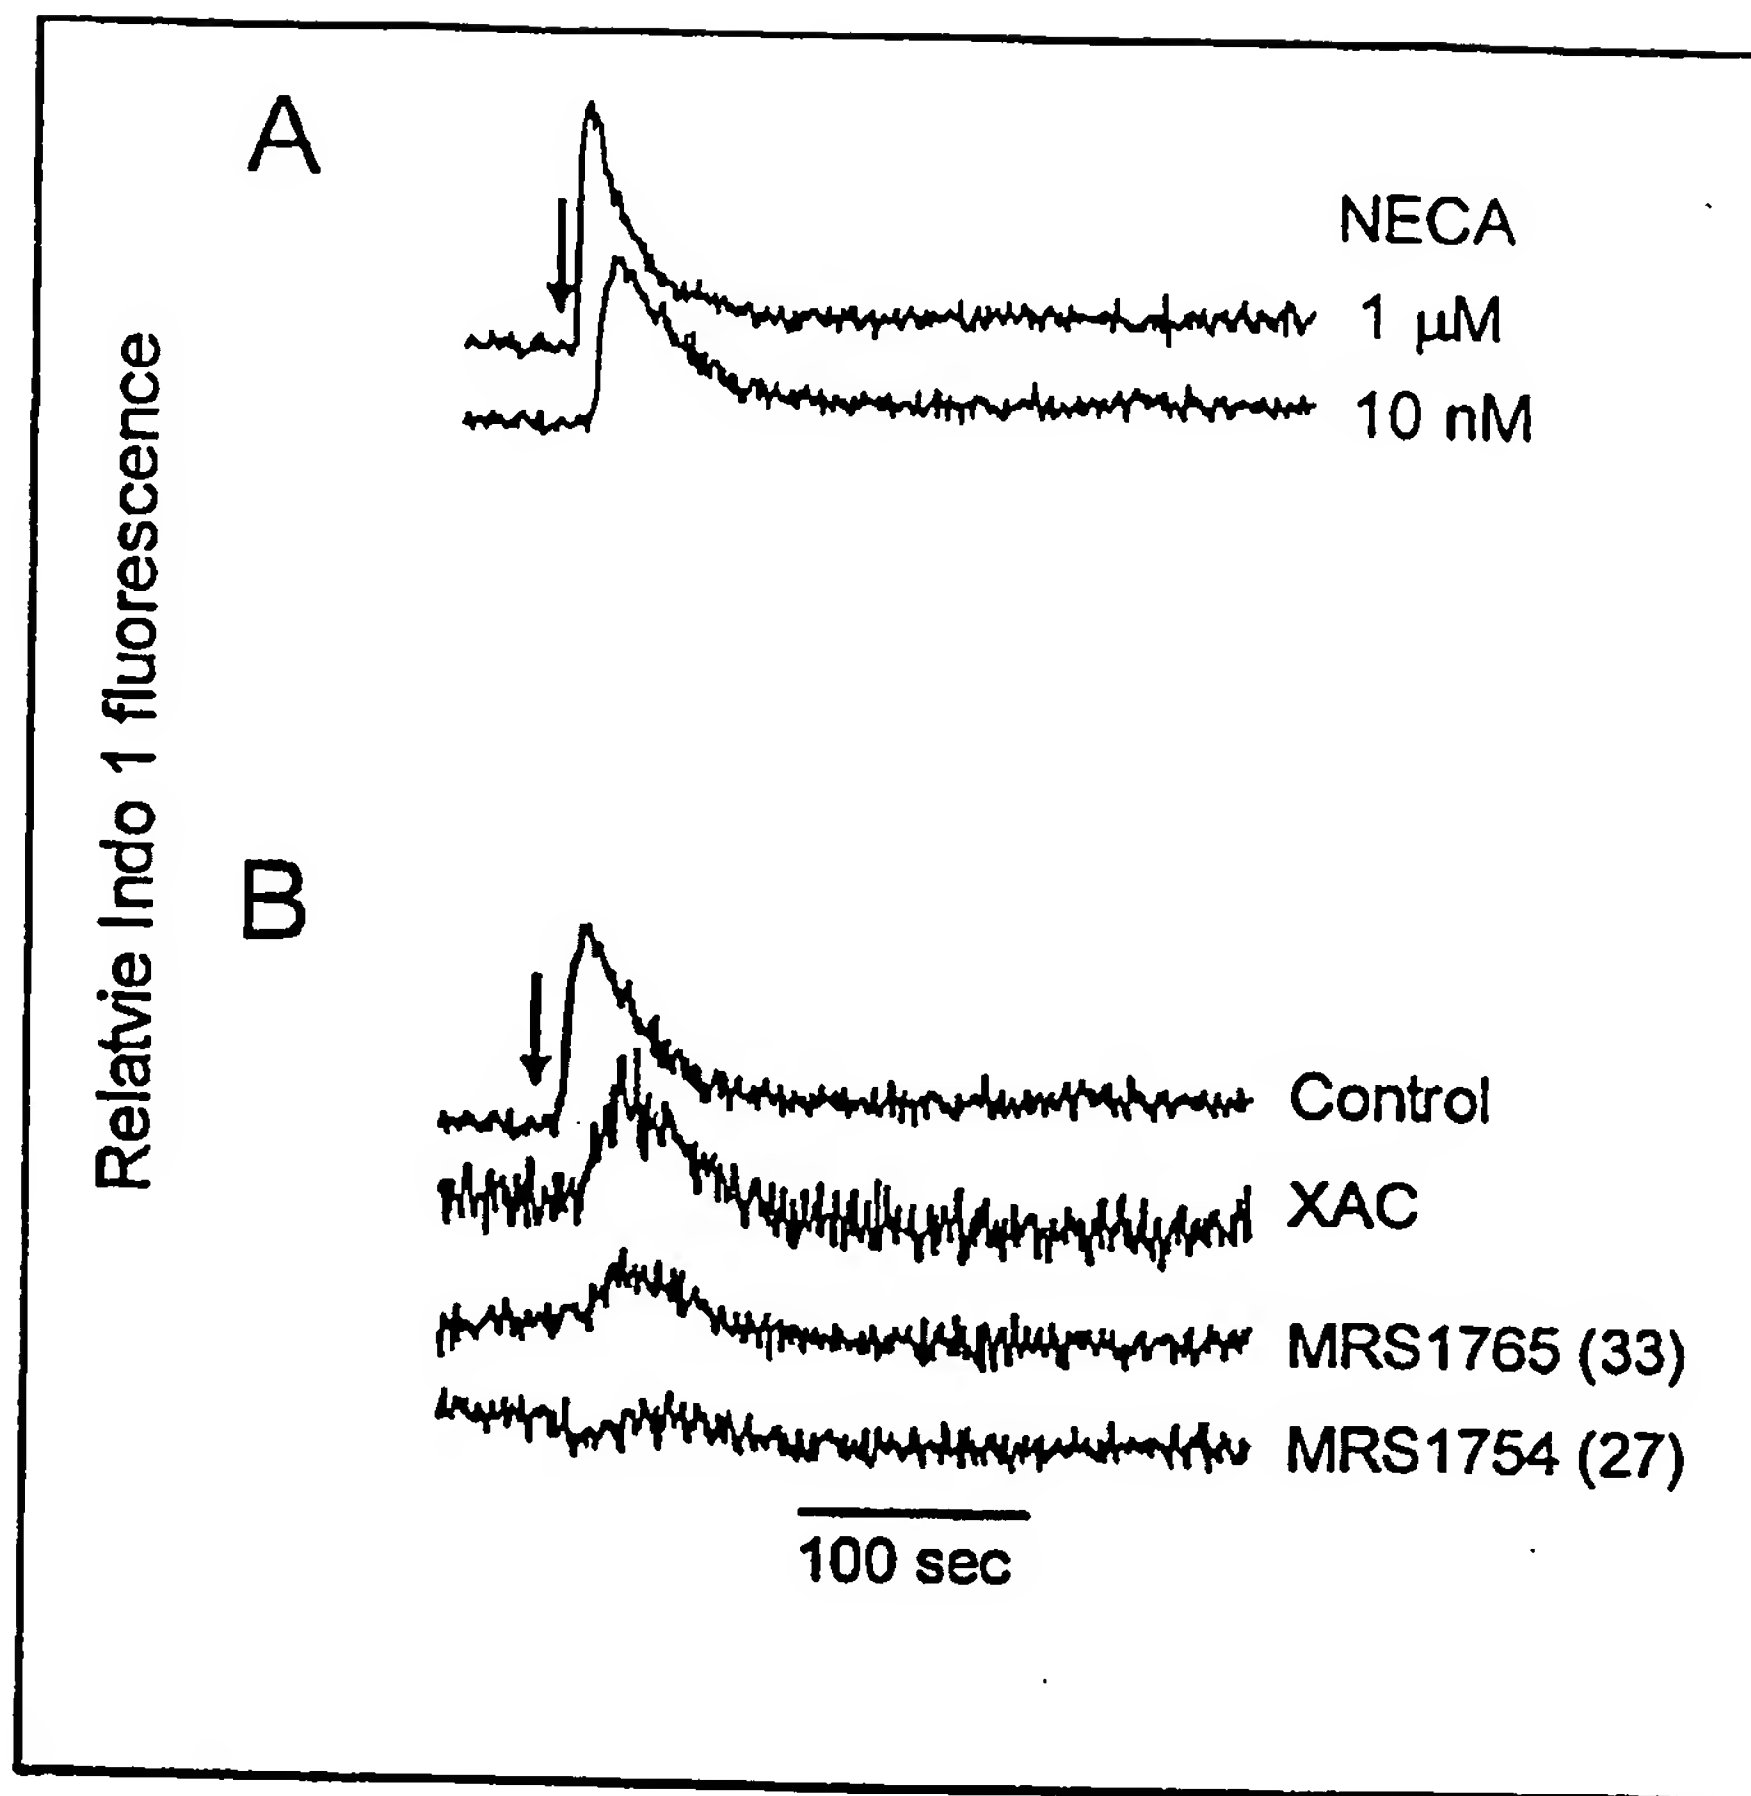 A
NECA
1 μM
10 nM
Relatvie Indo 1 fluorescence
B
Control
XAC
MRS1765 (33)
MRS1754 (27)
100 sec